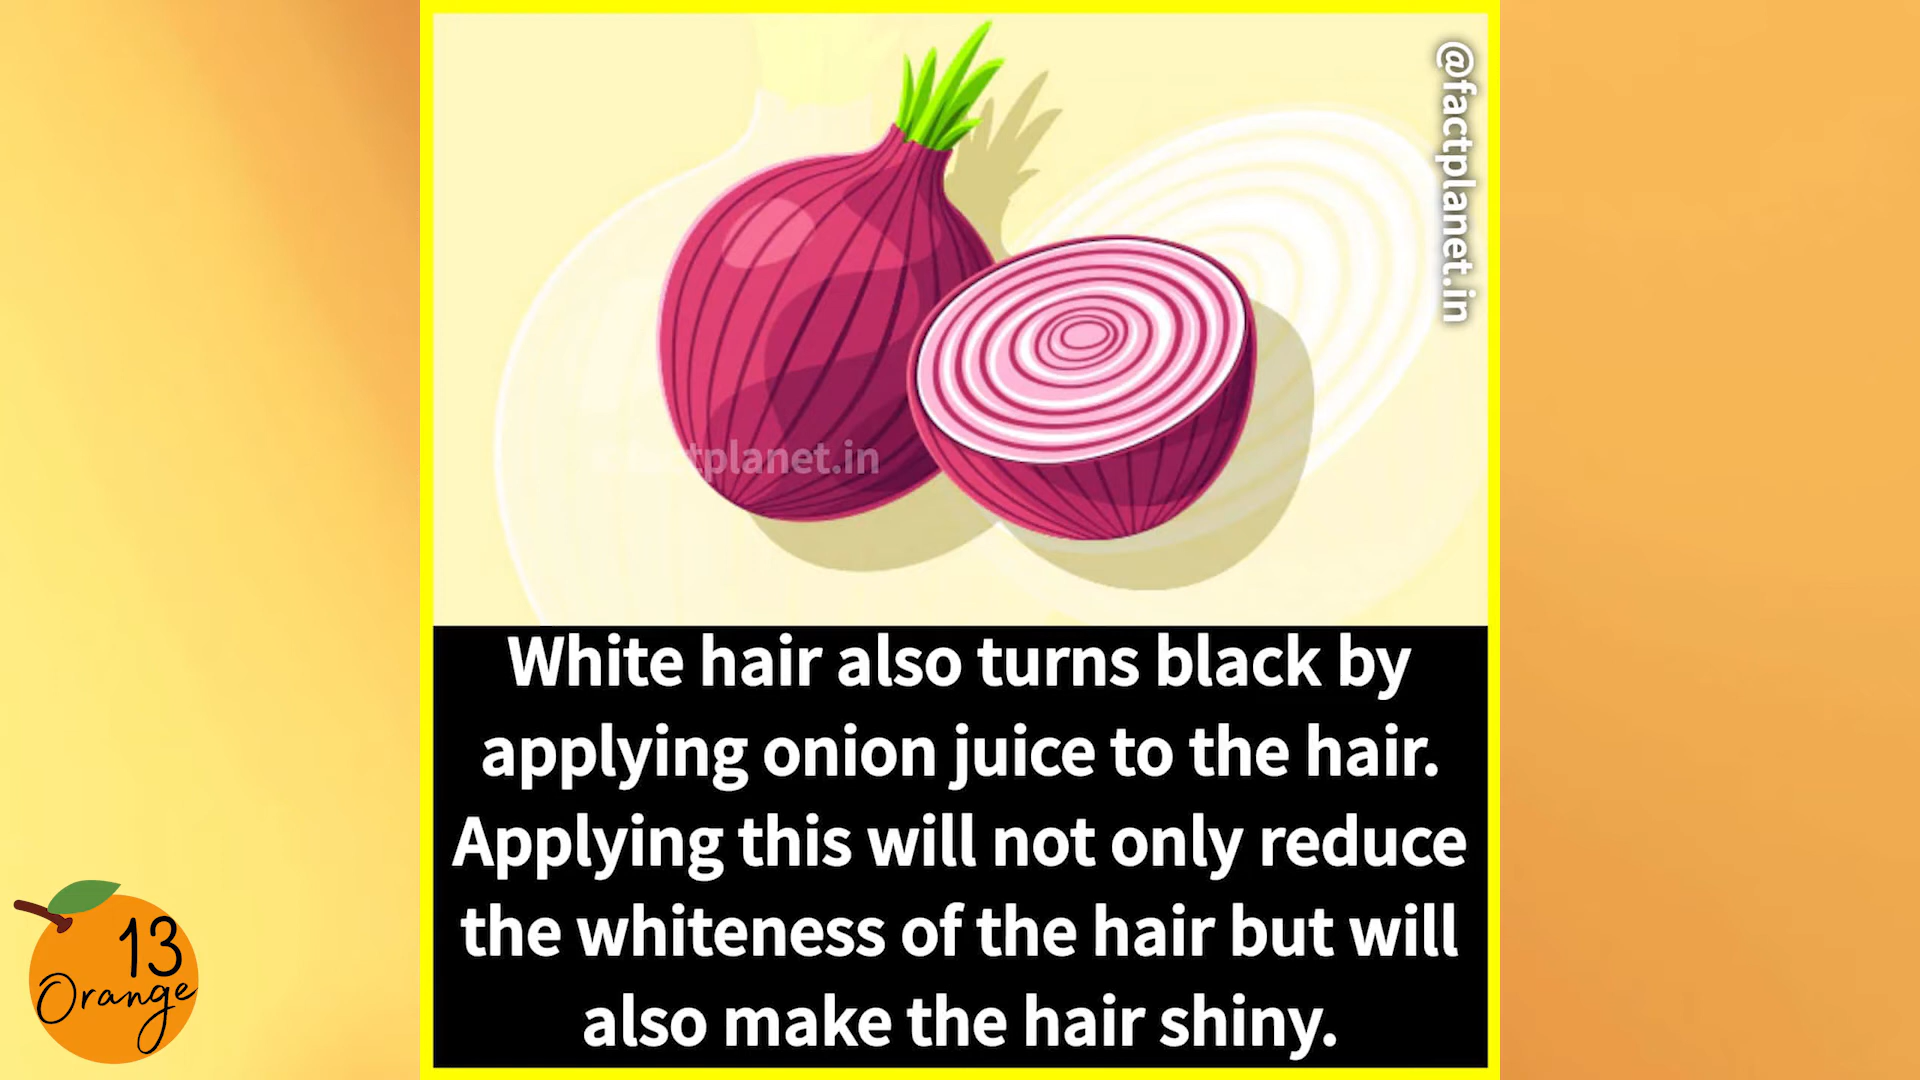 @factplanet.in
tplanet.in
White hair also turns black by
applying onion juice to the hair.
Applying this will not only reduce
the whiteness of the hair but will
also make the hair shiny.
13
Orange